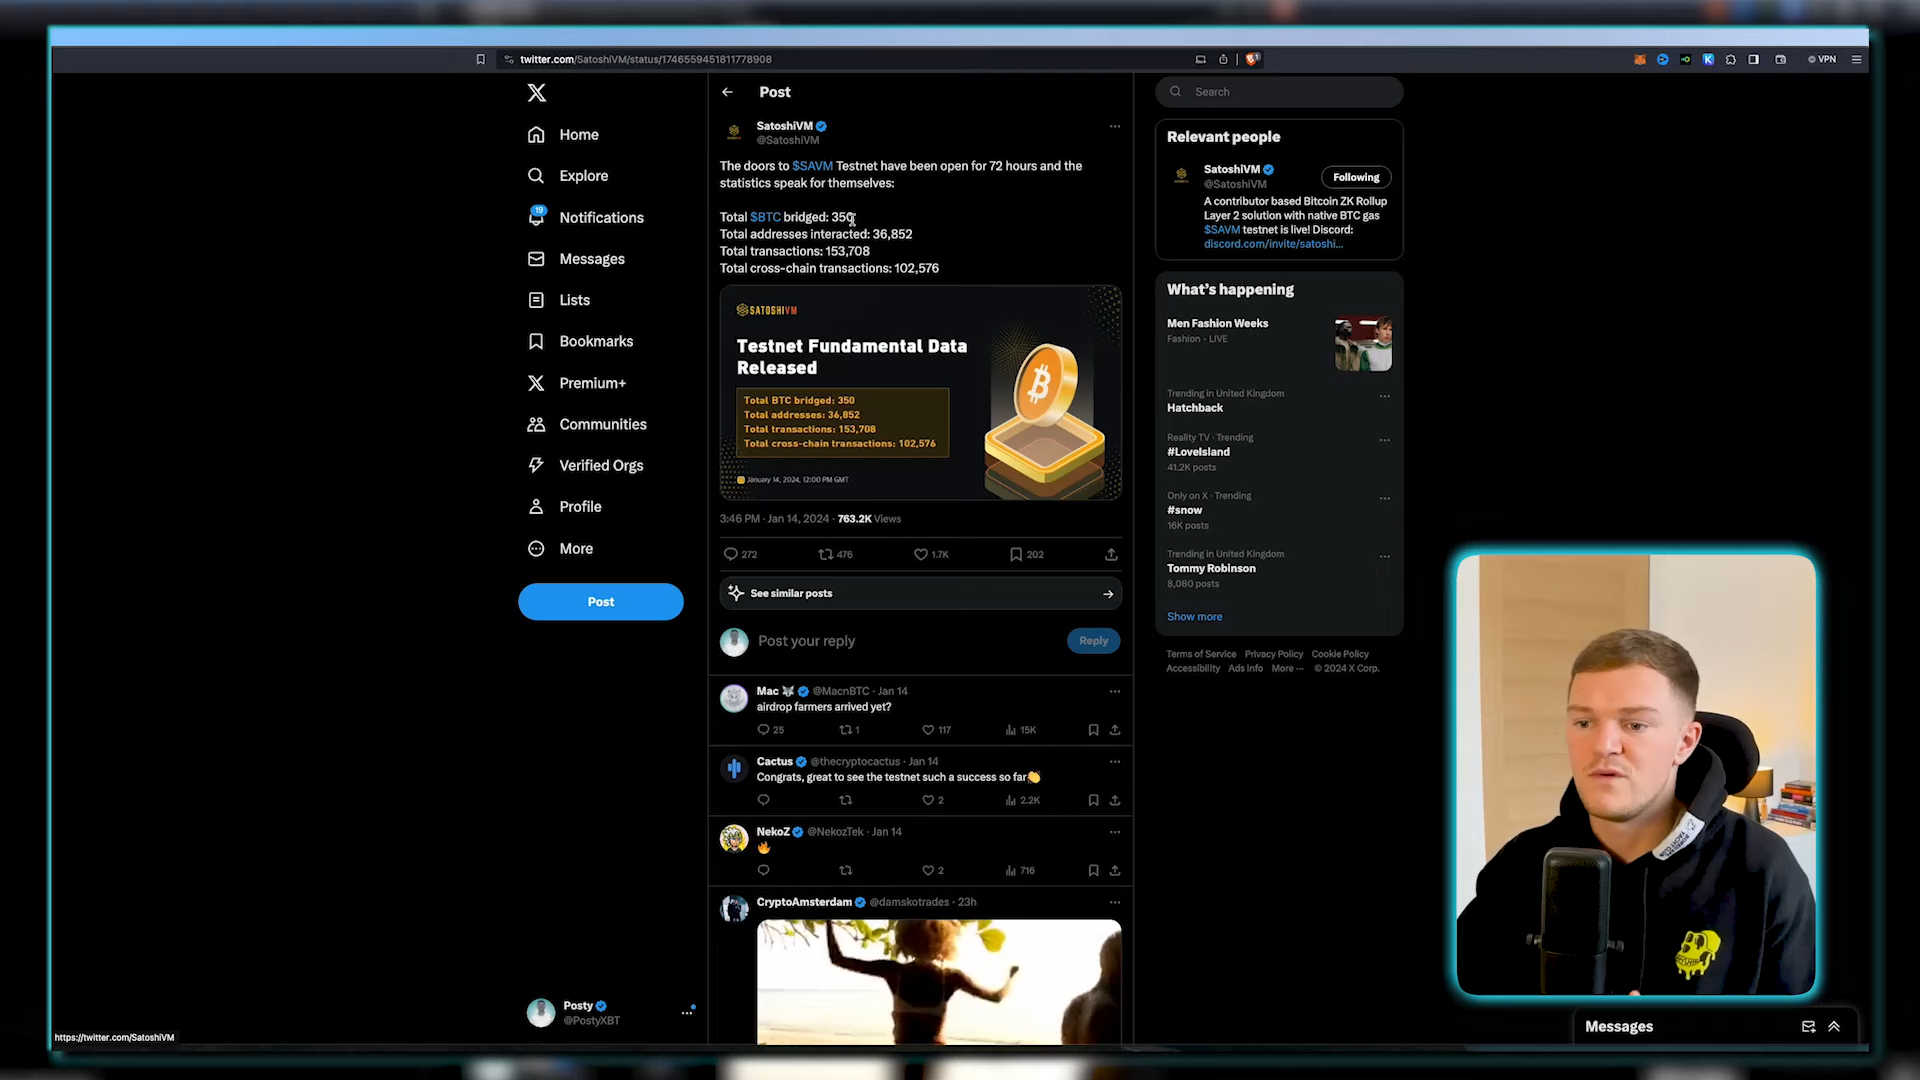 twitter.com/SatoshiVM/status/1746559451811778908
VPN
Home
Explore
19
Notifications
Messages
Lists
Bookmarks
Premium+
Communities
Verified Orgs
Profile
More
Post
Posty
@PostyXBT
https://twitter.com/SatoshiVM
Post
SatoshiVM
@SatoshiVM
The doors to $SAVM Testnet have been open for 72 hours and the
statistics speak for themselves:
Total $BTC bridged: 350
Total addresses interacted: 36,852
Total transactions: 153,708
Total cross-chain transactions: 102,576
SATOSHIVM
Testnet Fundamental Data
Released
Total BTC bridged: 350
Total addresses: 36,852
Total transactions: 153,708
Total cross-chain transactions: 102,576
January 14, 2024, 12:00 PM GMT
3:46 PM · Jan 14, 2024 · 763.2K Views
272 476 1.7K 202
See similar posts
Post your reply
Reply
Mac @MacnBTC · Jan 14
airdrop farmers arrived yet?
25 1 117 15K
Cactus @thecryptocactus · Jan 14
Congrats, great to see the testnet such a success so far👏
2 2.2K
NekoZ @NekozTek · Jan 14
🔥
2 716
CryptoAmsterdam @damskotrades · 23h
Search
Relevant people
SatoshiVM
@SatoshiVM
Following
A contributor based Bitcoin ZK Rollup
Layer 2 solution with native BTC gas
$SAVM testnet is live! Discord:
discord.com/invite/satoshi...
What's happening
Men Fashion Weeks
Fashion · LIVE
Trending in United Kingdom
Hatchback
Reality TV · Trending
#LoveIsland
41.2K posts
Only on X · Trending
#snow
16K posts
Trending in United Kingdom
Tommy Robinson
8,080 posts
Show more
Terms of Service Privacy Policy Cookie Policy
Accessibility Ads info More ··· © 2024 X Corp.
Messages